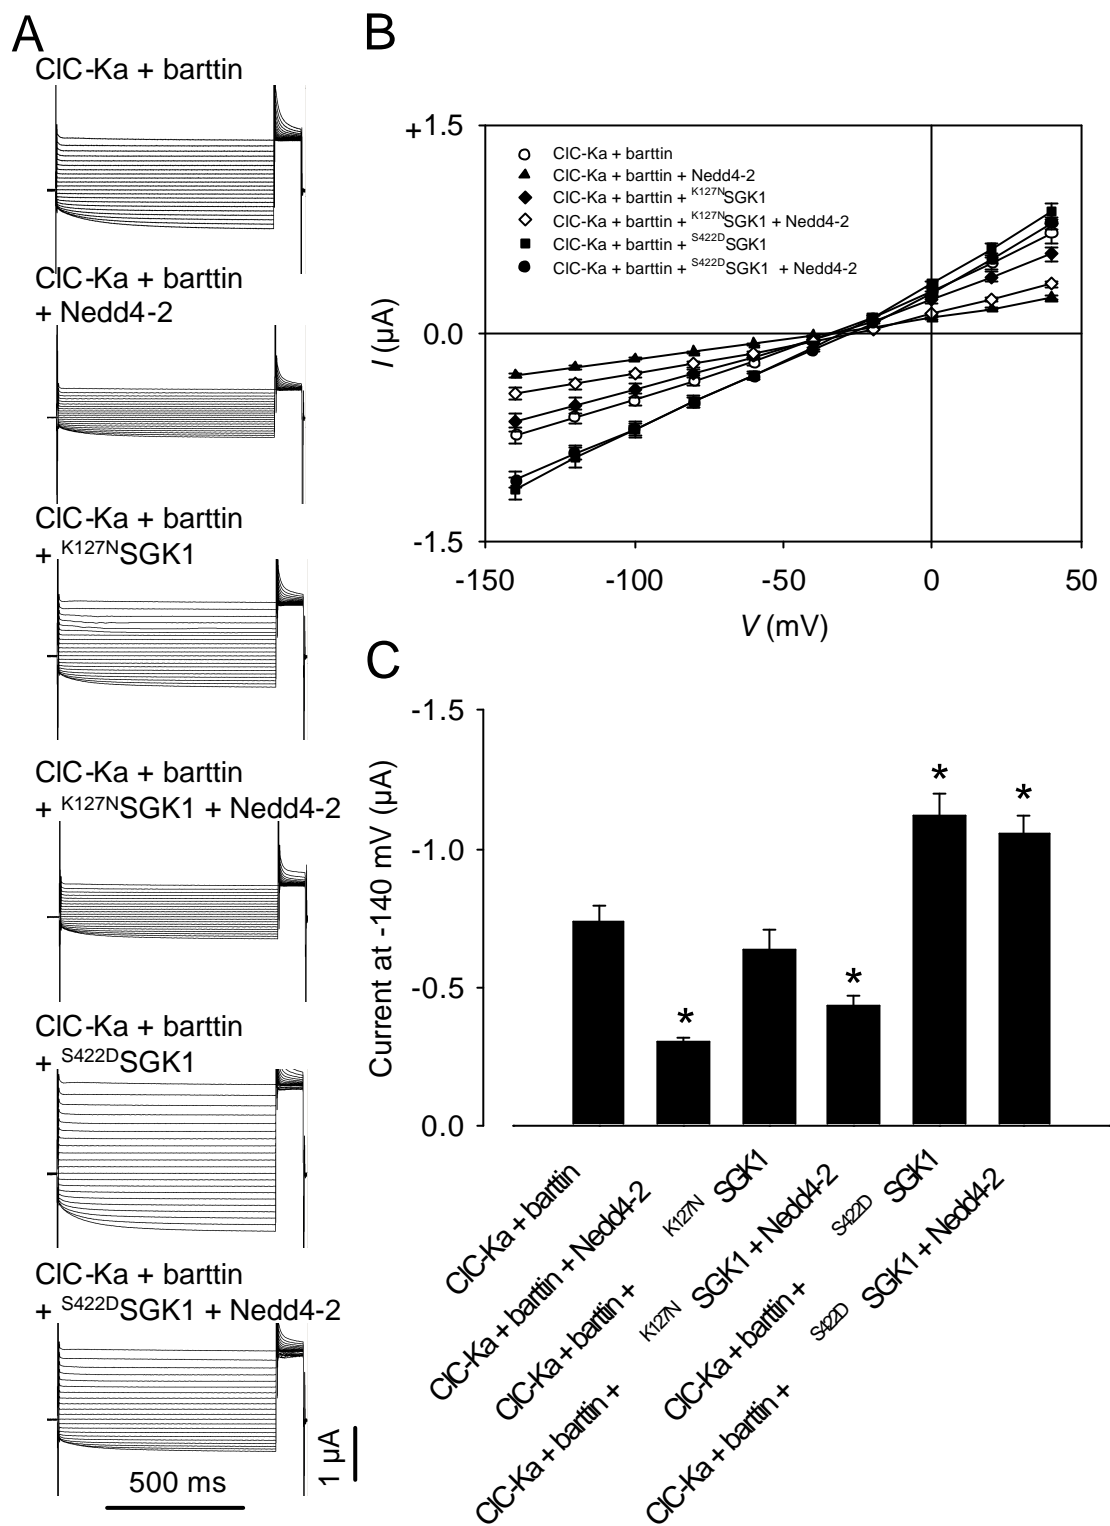 A
ClC-Ka + barttin
ClC-Ka + barttin
+ Nedd4-2
ClC-Ka + barttin
+ K127NSGK1
ClC-Ka + barttin
+ K127NSGK1 + Nedd4-2
ClC-Ka + barttin
+ S422DSGK1
ClC-Ka + barttin
+ S422DSGK1 + Nedd4-2
500 ms
1 µA
B
+1.5
0.0
-1.5
I (µA)
ClC-Ka + barttin
ClC-Ka + barttin + Nedd4-2
ClC-Ka + barttin + K127NSGK1
ClC-Ka + barttin + K127NSGK1 + Nedd4-2
ClC-Ka + barttin + S422DSGK1
ClC-Ka + barttin + S422DSGK1 + Nedd4-2
-150 -100 -50 0 50
V (mV)
C
-1.5
-1.0
-0.5
0.0
Current at -140 mV (µA)
*
*
*
*
ClC-Ka + barttin
ClC-Ka + barttin + Nedd4-2
ClC-Ka + barttin + K127N SGK1
ClC-Ka + barttin + K127N SGK1 + Nedd4-2
ClC-Ka + barttin + S422D SGK1
ClC-Ka + barttin + S422D SGK1 + Nedd4-2